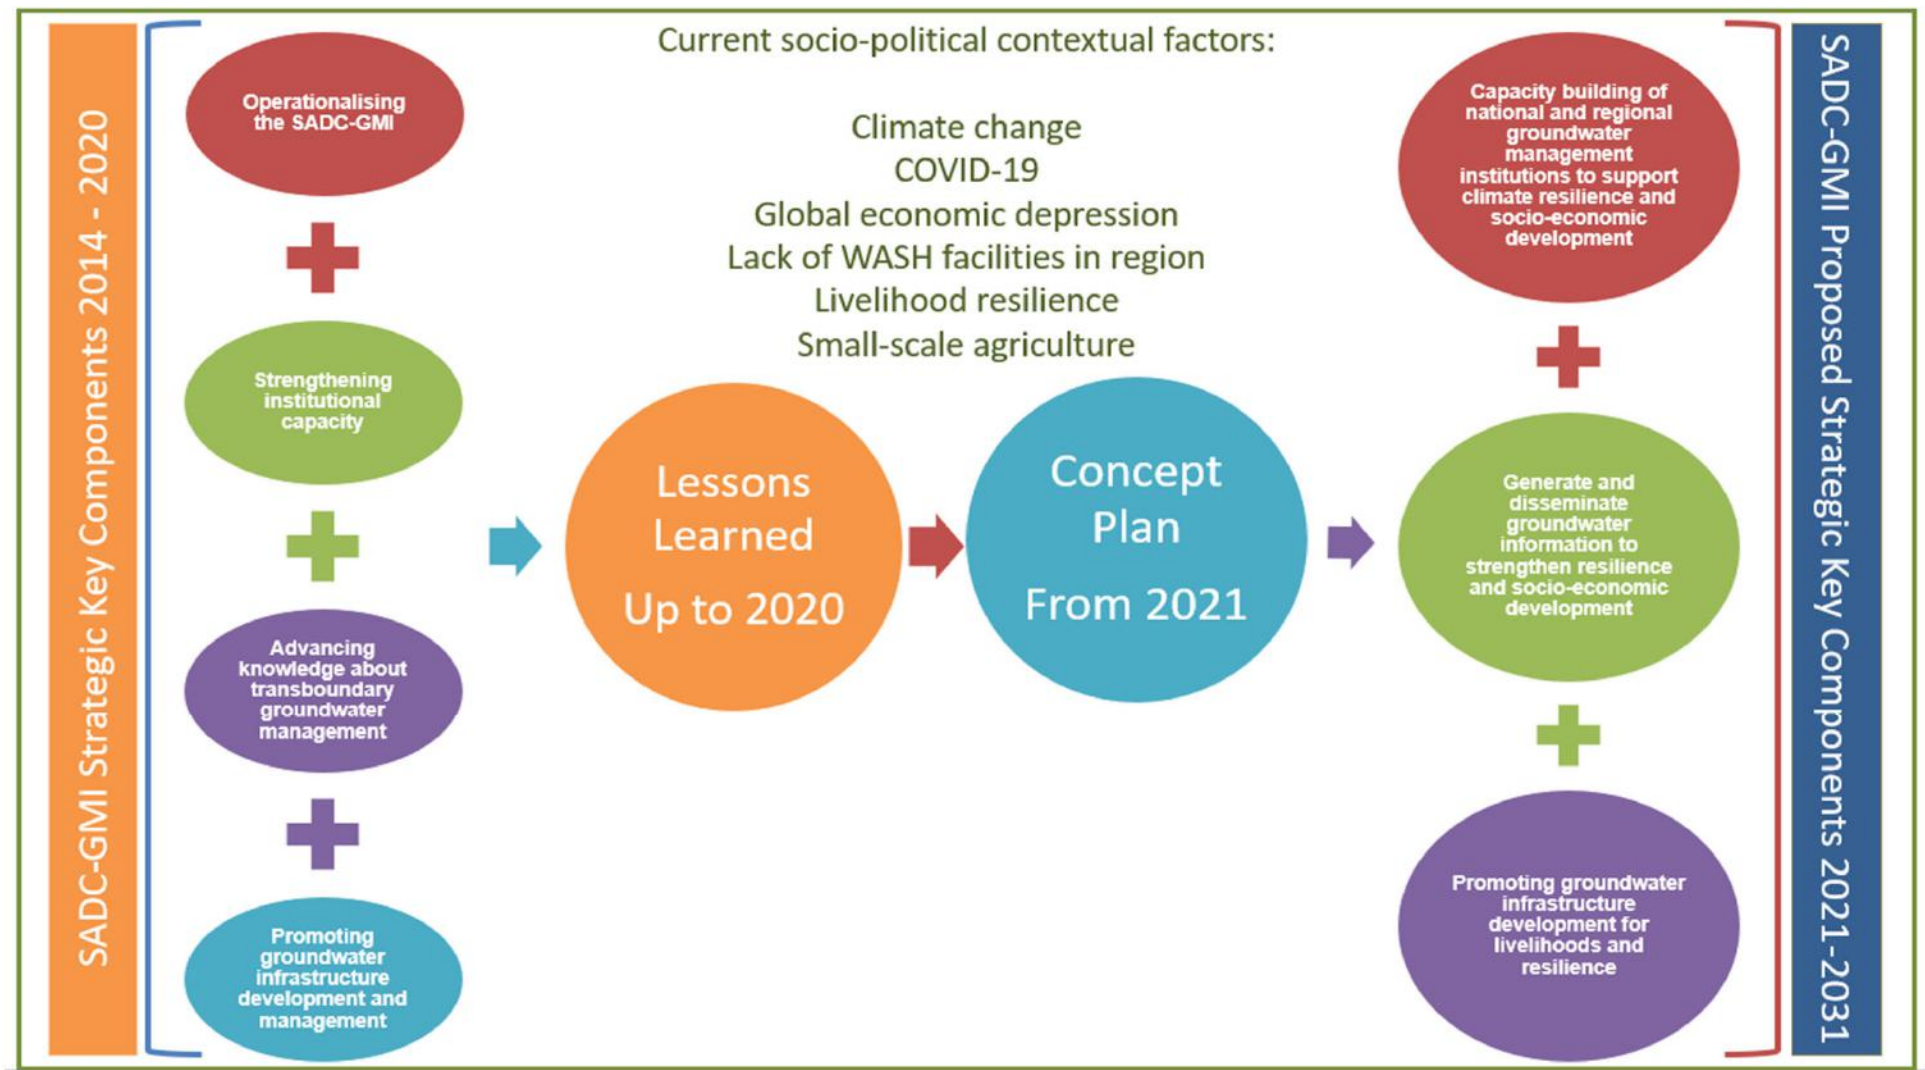 SADC-GMI Strategic Key Components 2014 - 2020
Operationalising
the SADC-GMI
Strengthening
institutional
capacity
Advancing
knowledge about
transboundary
groundwater
management
Promoting
groundwater
infrastructure
development and
management
Current socio-political contextual factors:
Climate change
COVID-19
Global economic depression
Lack of WASH facilities in region
Livelihood resilience
Small-scale agriculture
Lessons
Learned
Up to 2020
Concept
Plan
From 2021
Capacity building of
national and regional
groundwater
management
institutions to support
climate resilience and
socio-economic
development
Generate and
disseminate
groundwater
information to
strengthen resilience
and socio-economic
development
Promoting groundwater
infrastructure
development for
livelihoods and
resilience
SADC-GMI Proposed Strategic Key Components 2021-2031